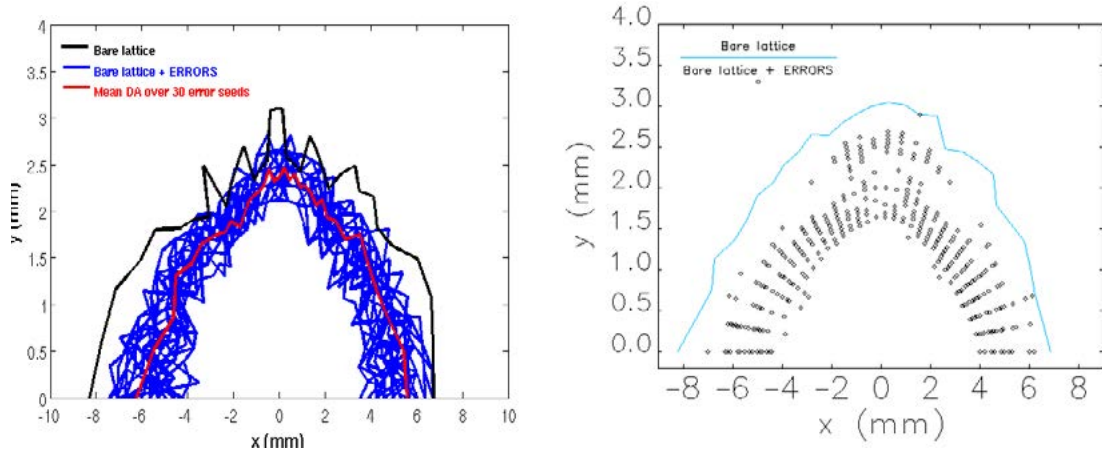 4
3.5
3
2.5
2
1.5
1
0.5
0
y (mm)
Bare lattice
Bare lattice + ERRORS
Mean DA over 30 error seeds
-10 -8 -6 -4 -2 0 2 4 6 8 10
x (mm)
4.0
3.5
3.0
2.5
2.0
1.5
1.0
0.5
0.0
y (mm)
Bare lattice
Bare lattice + ERRORS
-8 -6 -4 -2 0 2 4 6 8
x (mm)